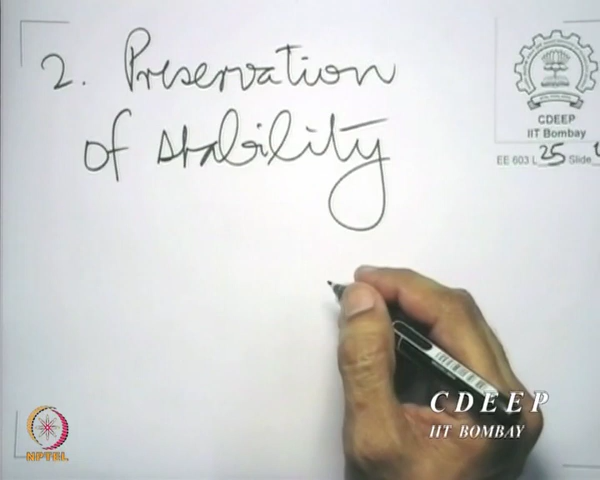 2. Preservation
of stability
CDEEP
IIT Bombay
EE 603 L 25 Slide
CDEEP
IIT BOMBAY
NPTEL